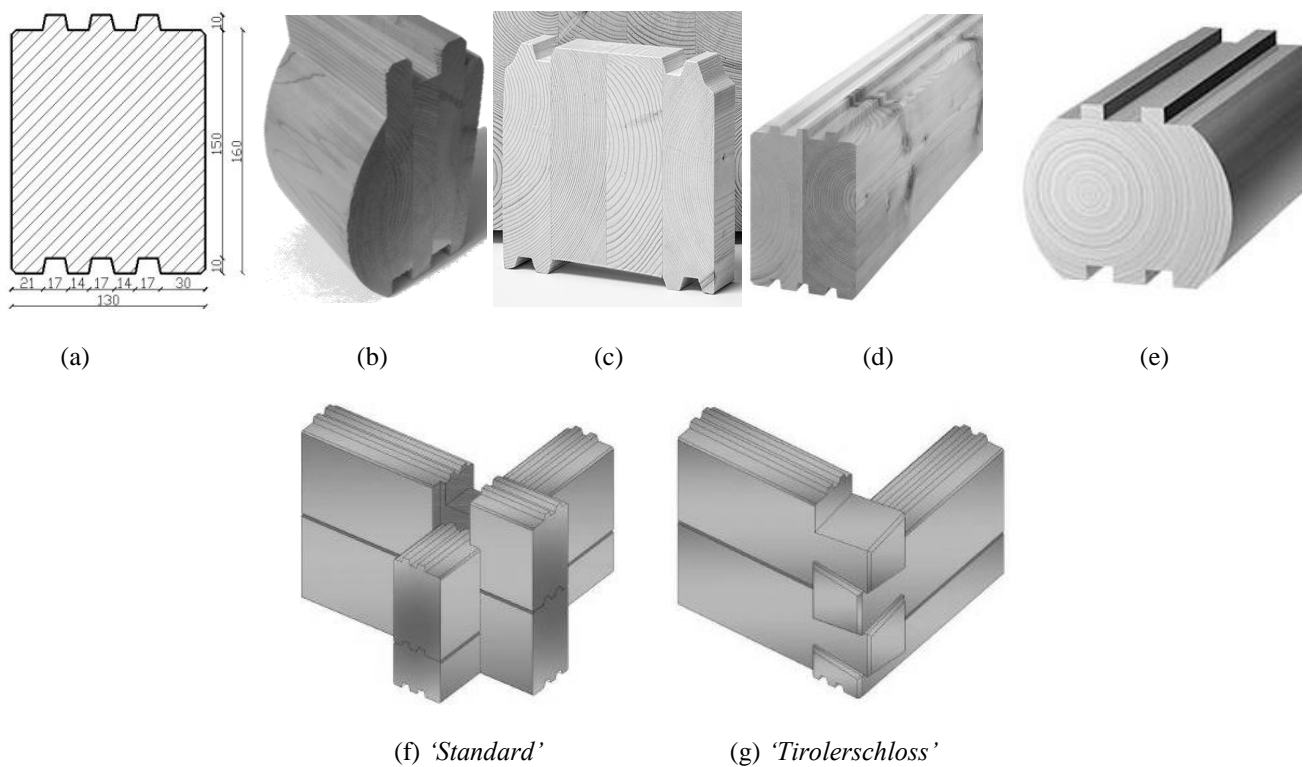 10
150
160
10
21 17 14 17 14 17 30
130
(a) (b) (c) (d) (e)
(f) ‘Standard’ (g) ‘Tirolerschloss’